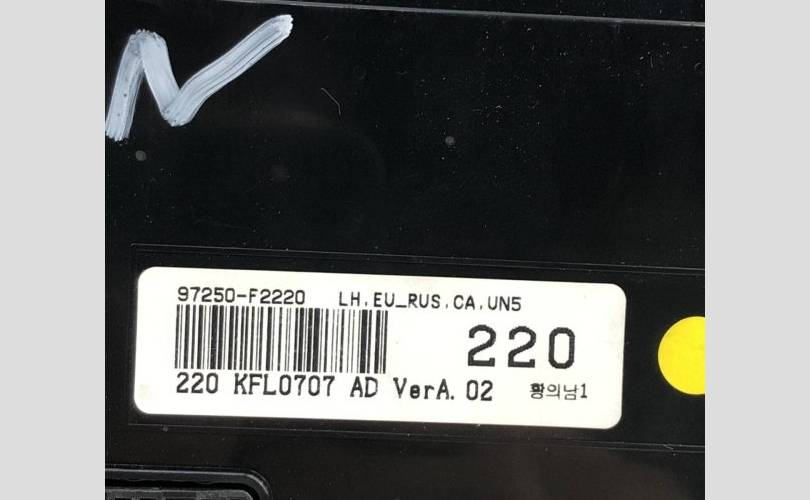 N
97250-F2220 LH.EU_RUS.CA.UN5
220
220 KFL0707 AD VerA.02 황의남1